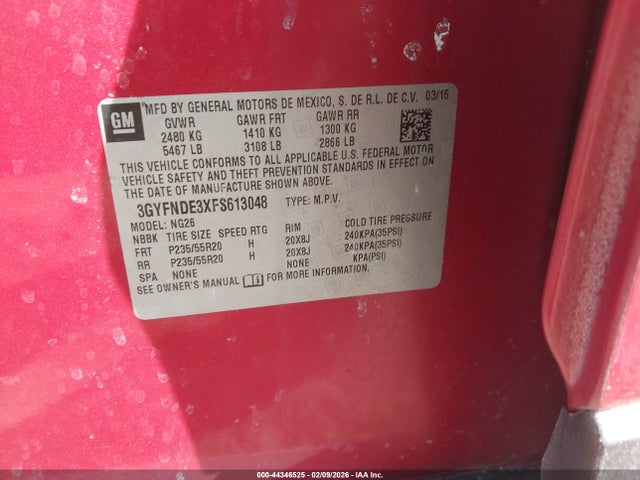 GM
MFD BY GENERAL MOTORS DE MEXICO, S. DE R.L. DE C.V. 03/15
GVWR GAWR FRT GAWR RR
2480 KG 1410 KG 1300 KG
5467 LB 3108 LB 2866 LB
THIS VEHICLE CONFORMS TO ALL APPLICABLE U.S. FEDERAL MOTOR
VEHICLE SAFETY AND THEFT PREVENTION STANDARDS IN EFFECT ON
THE DATE OF MANUFACTURE SHOWN ABOVE.
3GYFNDE3XFS613048 TYPE: M.P.V.
MODEL: NG26
NBBK TIRE SIZE SPEED RTG RIM COLD TIRE PRESSURE
FRT P235/55R20 H 20X8J 240KPA(35PSI)
RR P235/55R20 H 20X8J 240KPA(35PSI)
SPA NONE NONE KPA(PSI)
SEE OWNER'S MANUAL FOR MORE INFORMATION.
000-44346525 | 02/09/2026 | IAA Inc.